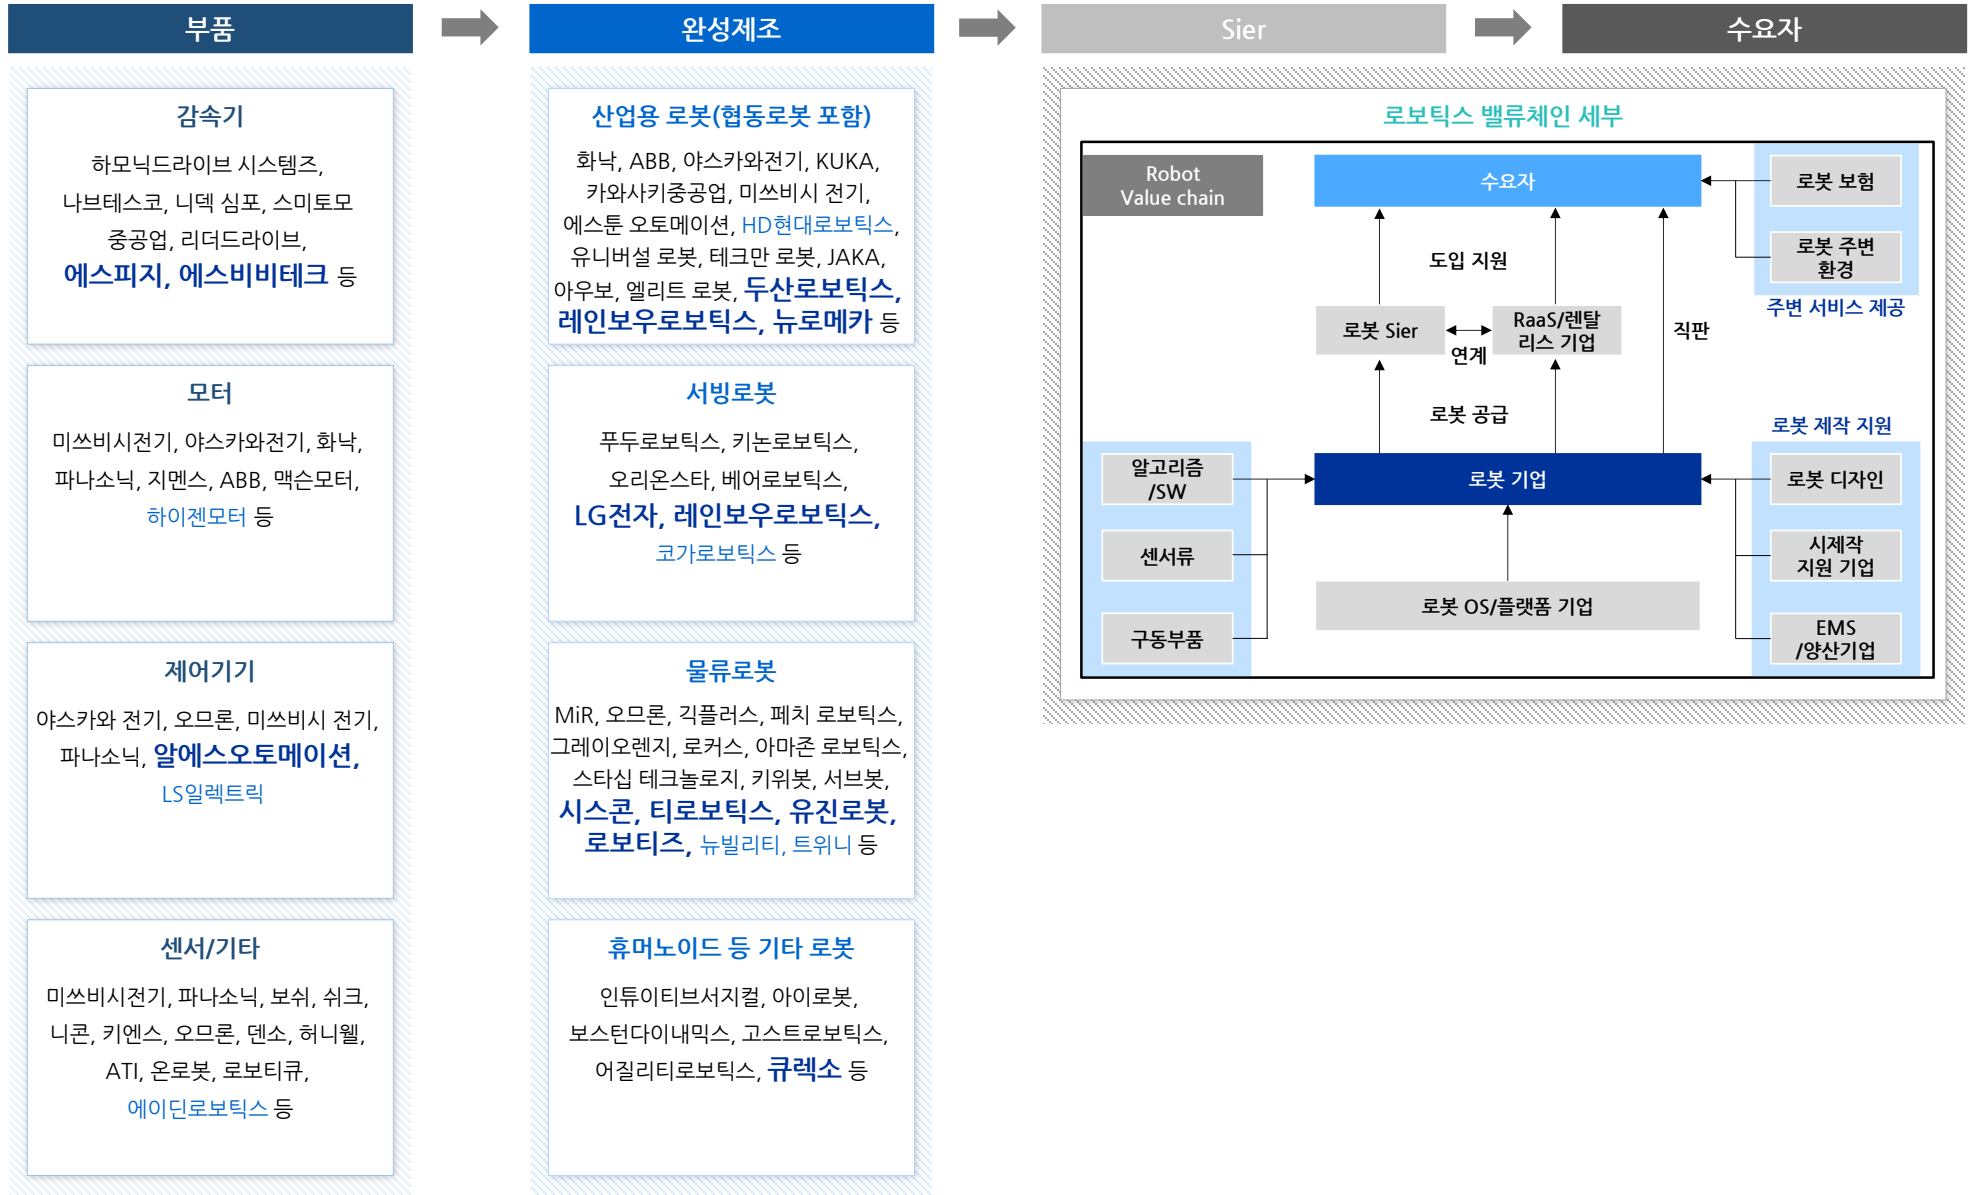 부품
완성제조
Sier
수요자
감속기
하모닉드라이브 시스템즈,
나브테스코, 니덱 심포, 스미토모
중공업, 리더드라이브,
에스피지, 에스비비테크 등
모터
미쓰비시전기, 야스카와전기, 화낙,
파나소닉, 지멘스, ABB, 맥슨모터,
하이젠모터 등
제어기기
야스카와 전기, 오므론, 미쓰비시 전기,
파나소닉, 알에스오토메이션,
LS일렉트릭
센서/기타
미쓰비시전기, 파나소닉, 보쉬, 쉬크,
니콘, 키엔스, 오므론, 덴소, 허니웰,
ATI, 온로봇, 로보티큐,
에이딘로보틱스 등
산업용 로봇(협동로봇 포함)
화낙, ABB, 야스카와전기, KUKA,
카와사키중공업, 미쓰비시 전기,
에스툰 오토메이션, HD현대로보틱스,
유니버설 로봇, 테크만 로봇, JAKA,
아우보, 엘리트 로봇, 두산로보틱스,
레인보우로보틱스, 뉴로메카 등
서빙로봇
푸두로보틱스, 키논로보틱스,
오리온스타, 베어로보틱스,
LG전자, 레인보우로보틱스,
코가로보틱스 등
물류로봇
MiR, 오므론, 긱플러스, 페치 로보틱스,
그레이오렌지, 로커스, 아마존 로보틱스,
스타십 테크놀로지, 키위봇, 서브봇,
시스콘, 티로보틱스, 유진로봇,
로보티즈, 뉴빌리티, 트위니 등
휴머노이드 등 기타 로봇
인튜이티브서지컬, 아이로봇,
보스턴다이내믹스, 고스트로보틱스,
어질리티로보틱스, 큐렉소 등
로보틱스 밸류체인 세부
Robot
Value chain
수요자
로봇 보험
로봇 주변
환경
주변 서비스 제공
도입 지원
로봇 Sier
연계
RaaS/렌탈
리스 기업
직판
로봇 공급
로봇 제작 지원
알고리즘
/SW
로봇 기업
로봇 디자인
센서류
시제작
지원 기업
로봇 OS/플랫폼 기업
구동부품
EMS
/양산기업